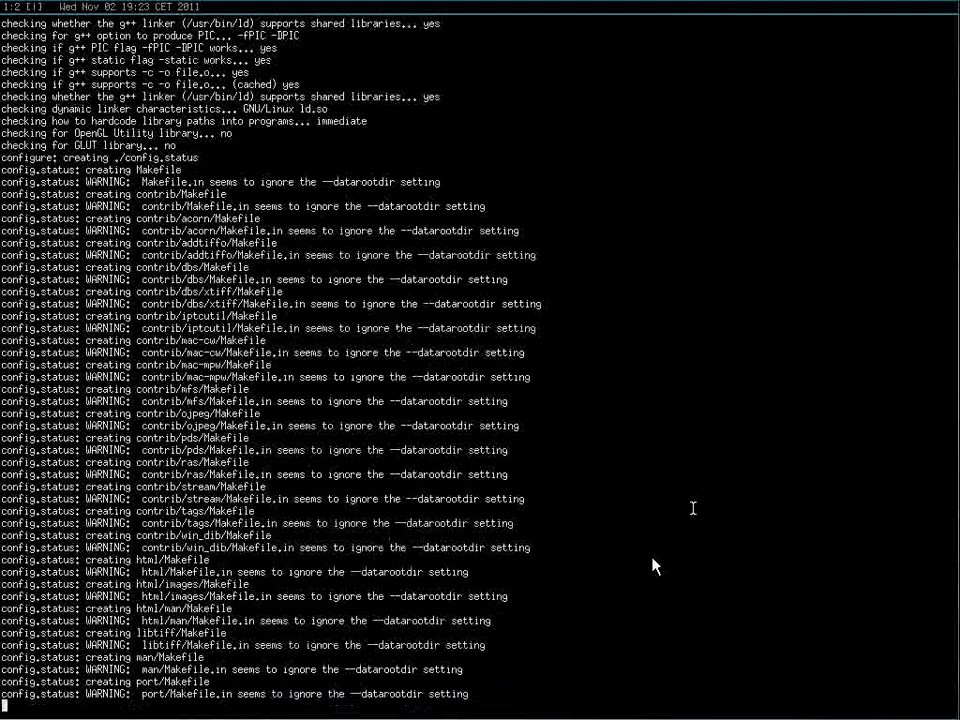 1:2 [|] Wed Nov 02 19:23 CET 2011
checking whether the g++ linker (/usr/bin/ld) supports shared libraries... yes
checking for g++ option to produce PIC... -fPIC -DPIC
checking if g++ PIC flag -fPIC -DPIC works... yes
checking if g++ static flag -static works... yes
checking if g++ supports -c -o file.o... yes
checking if g++ supports -c -o file.o... (cached) yes
checking whether the g++ linker (/usr/bin/ld) supports shared libraries... yes
checking dynamic linker characteristics... GNU/Linux ld.so
checking how to hardcode library paths into programs... immediate
checking for OpenGL Utility library... no
checking for GLUT library... no
configure: creating ./config.status
config.status: creating Makefile
config.status: WARNING:  Makefile.in seems to ignore the --datarootdir setting
config.status: creating contrib/Makefile
config.status: WARNING:  contrib/Makefile.in seems to ignore the --datarootdir setting
config.status: creating contrib/acorn/Makefile
config.status: WARNING:  contrib/acorn/Makefile.in seems to ignore the --datarootdir setting
config.status: creating contrib/addtiffo/Makefile
config.status: WARNING:  contrib/addtiffo/Makefile.in seems to ignore the --datarootdir setting
config.status: creating contrib/dbs/Makefile
config.status: WARNING:  contrib/dbs/Makefile.in seems to ignore the --datarootdir setting
config.status: creating contrib/dbs/xtiff/Makefile
config.status: WARNING:  contrib/dbs/xtiff/Makefile.in seems to ignore the --datarootdir setting
config.status: creating contrib/iptcutil/Makefile
config.status: WARNING:  contrib/iptcutil/Makefile.in seems to ignore the --datarootdir setting
config.status: creating contrib/mac-cw/Makefile
config.status: WARNING:  contrib/mac-cw/Makefile.in seems to ignore the --datarootdir setting
config.status: creating contrib/mac-mpw/Makefile
config.status: WARNING:  contrib/mac-mpw/Makefile.in seems to ignore the --datarootdir setting
config.status: creating contrib/mfs/Makefile
config.status: WARNING:  contrib/mfs/Makefile.in seems to ignore the --datarootdir setting
config.status: creating contrib/ojpeg/Makefile
config.status: WARNING:  contrib/ojpeg/Makefile.in seems to ignore the --datarootdir setting
config.status: creating contrib/pds/Makefile
config.status: WARNING:  contrib/pds/Makefile.in seems to ignore the --datarootdir setting
config.status: creating contrib/ras/Makefile
config.status: WARNING:  contrib/ras/Makefile.in seems to ignore the --datarootdir setting
config.status: creating contrib/stream/Makefile
config.status: WARNING:  contrib/stream/Makefile.in seems to ignore the --datarootdir setting
config.status: creating contrib/tags/Makefile
config.status: WARNING:  contrib/tags/Makefile.in seems to ignore the --datarootdir setting
config.status: creating contrib/win_dib/Makefile
config.status: WARNING:  contrib/win_dib/Makefile.in seems to ignore the --datarootdir setting
config.status: creating html/Makefile
config.status: WARNING:  html/Makefile.in seems to ignore the --datarootdir setting
config.status: creating html/images/Makefile
config.status: WARNING:  html/images/Makefile.in seems to ignore the --datarootdir setting
config.status: creating html/man/Makefile
config.status: WARNING:  html/man/Makefile.in seems to ignore the --datarootdir setting
config.status: creating libtiff/Makefile
config.status: WARNING:  libtiff/Makefile.in seems to ignore the --datarootdir setting
config.status: creating man/Makefile
config.status: WARNING:  man/Makefile.in seems to ignore the --datarootdir setting
config.status: creating port/Makefile
config.status: WARNING:  port/Makefile.in seems to ignore the --datarootdir setting